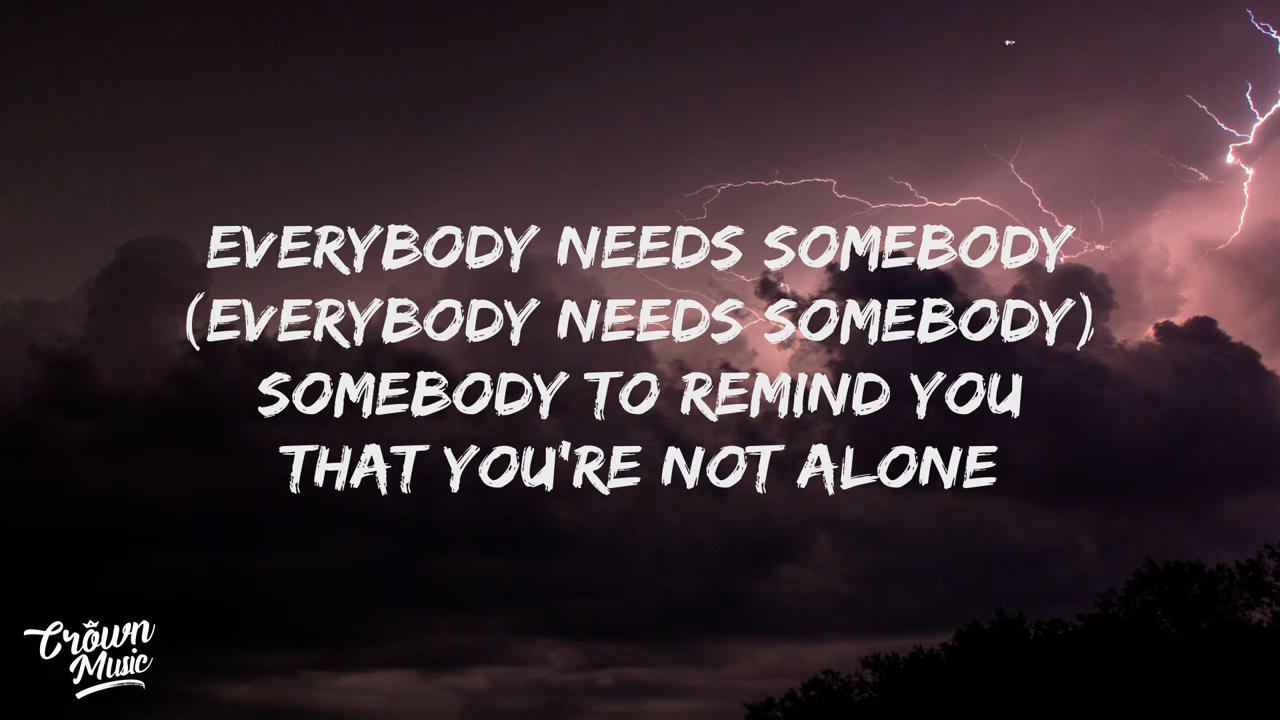 EVERYBODY NEEDS SOMEBODY
(EVERYBODY NEEDS SOMEBODY)
SOMEBODY TO REMIND YOU
THAT YOU'RE NOT ALONE
Crown
Music